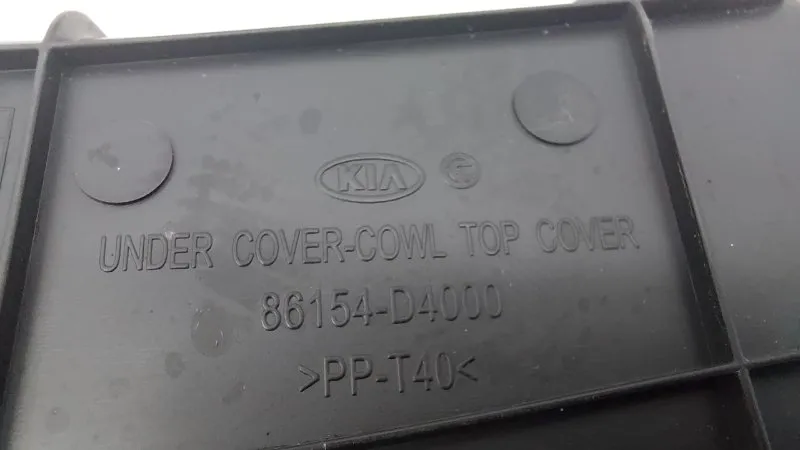 KIA
UNDER COVER-COWL TOP COVER
86154-D4000
>PP-T40<